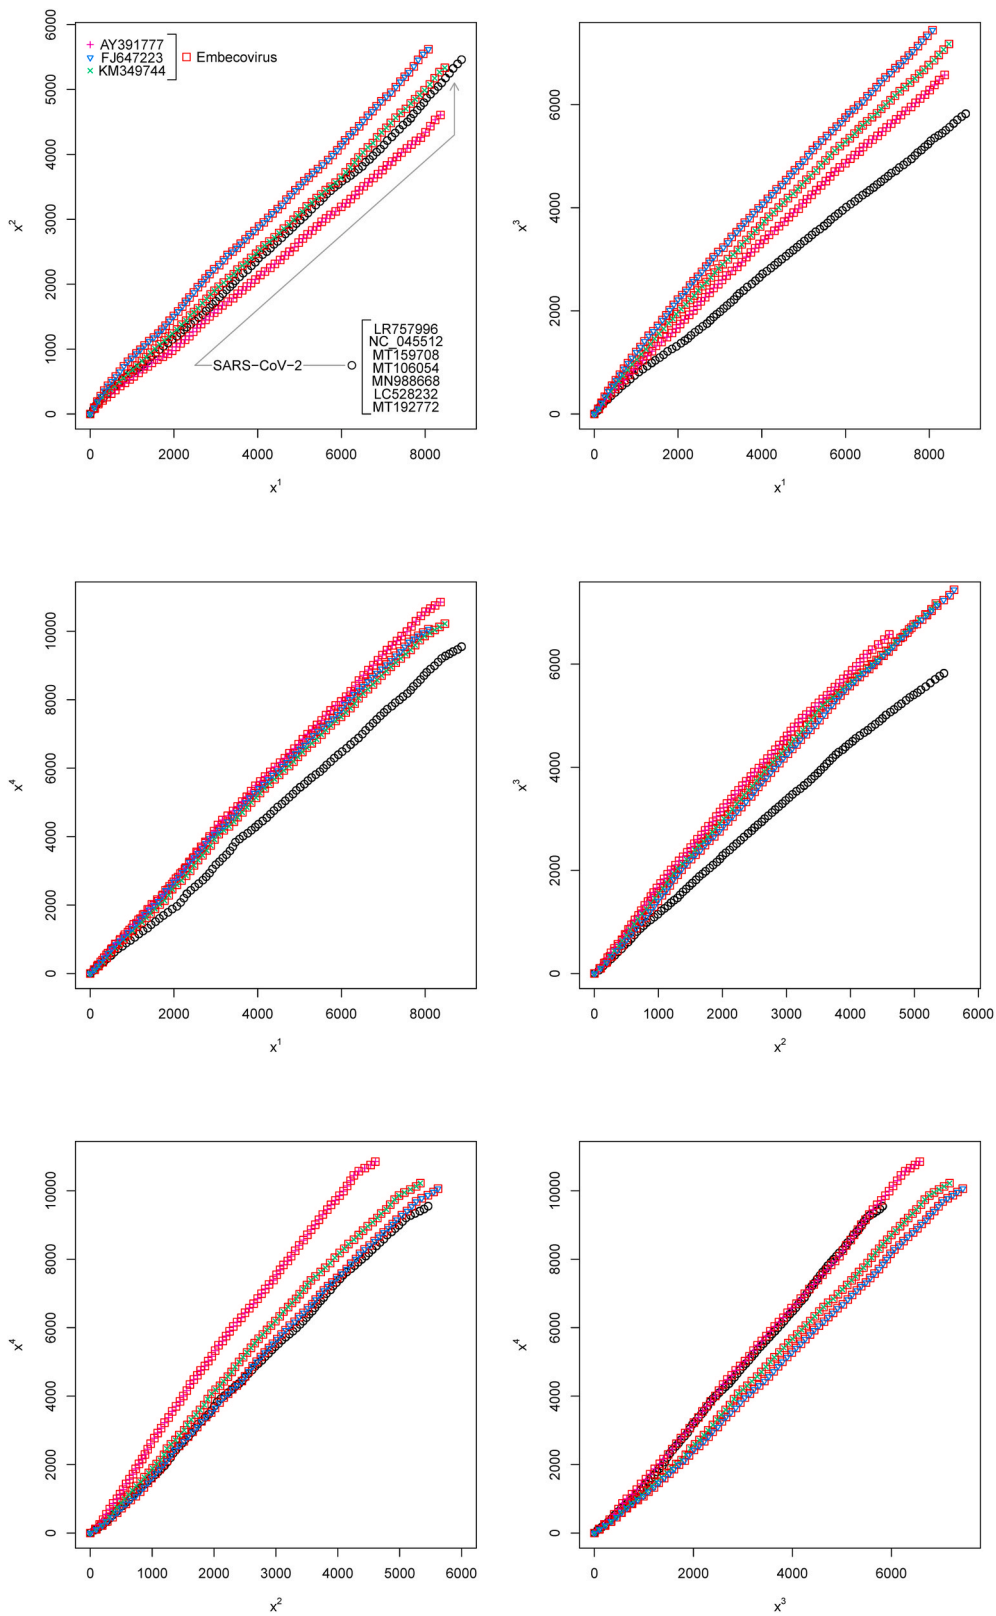 AY391777
FJ647223
KM349744
Embecovirus
SARS−CoV−2
LR757996
NC_045512
MT159708
MT106054
MN988668
LC528232
MT192772
0 1000 2000 3000 4000 5000 6000
x²
0 2000 4000 6000 8000
x¹
0 2000 4000 6000
x³
0 2000 4000 6000 8000
x¹
0 2000 4000 6000 8000 10000
x⁴
0 2000 4000 6000 8000
x¹
0 2000 4000 6000
x³
0 1000 2000 3000 4000 5000 6000
x²
0 2000 4000 6000 8000 10000
x⁴
0 1000 2000 3000 4000 5000 6000
x²
0 2000 4000 6000 8000 10000
x⁴
0 2000 4000 6000
x³